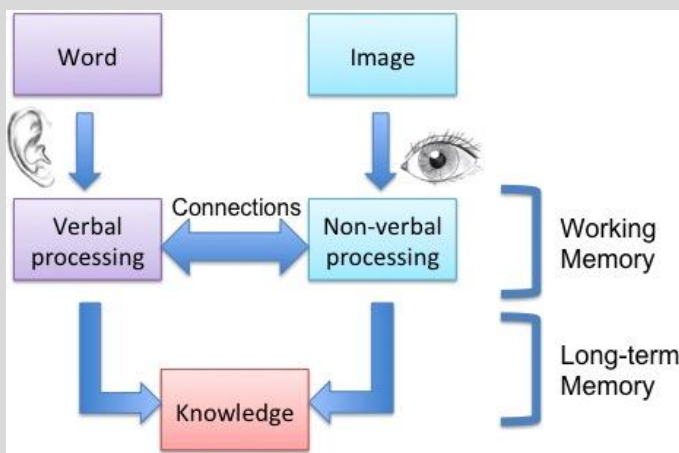 Word
Image
Connections
Verbal
processing
Non-verbal
processing
Working
Memory
Long-term
Memory
Knowledge